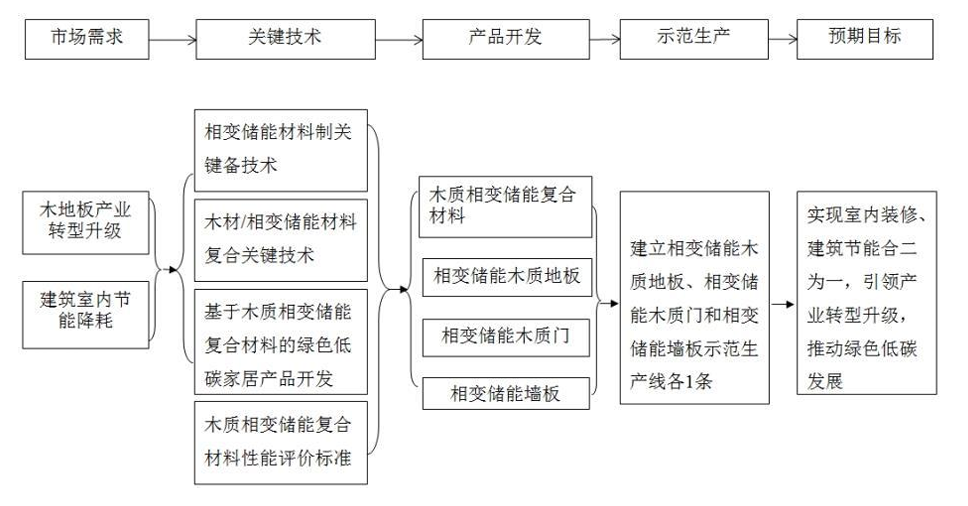 市场需求
关键技术
产品开发
示范生产
预期目标
木地板产业
转型升级
建筑室内节
能降耗
相变储能材料制关
键备技术
木材/相变储能材料
复合关键技术
基于木质相变储能
复合材料的绿色低
碳家居产品开发
木质相变储能复合
材料性能评价标准
木质相变储能复合
材料
相变储能木质地板
相变储能木质门
相变储能墙板
建立相变储能木
质地板、相变储
能木质门和相变
储能墙板示范生
产线各1条
实现室内装修、
建筑节能合二
为一，引领产
业转型升级，
推动绿色低碳
发展